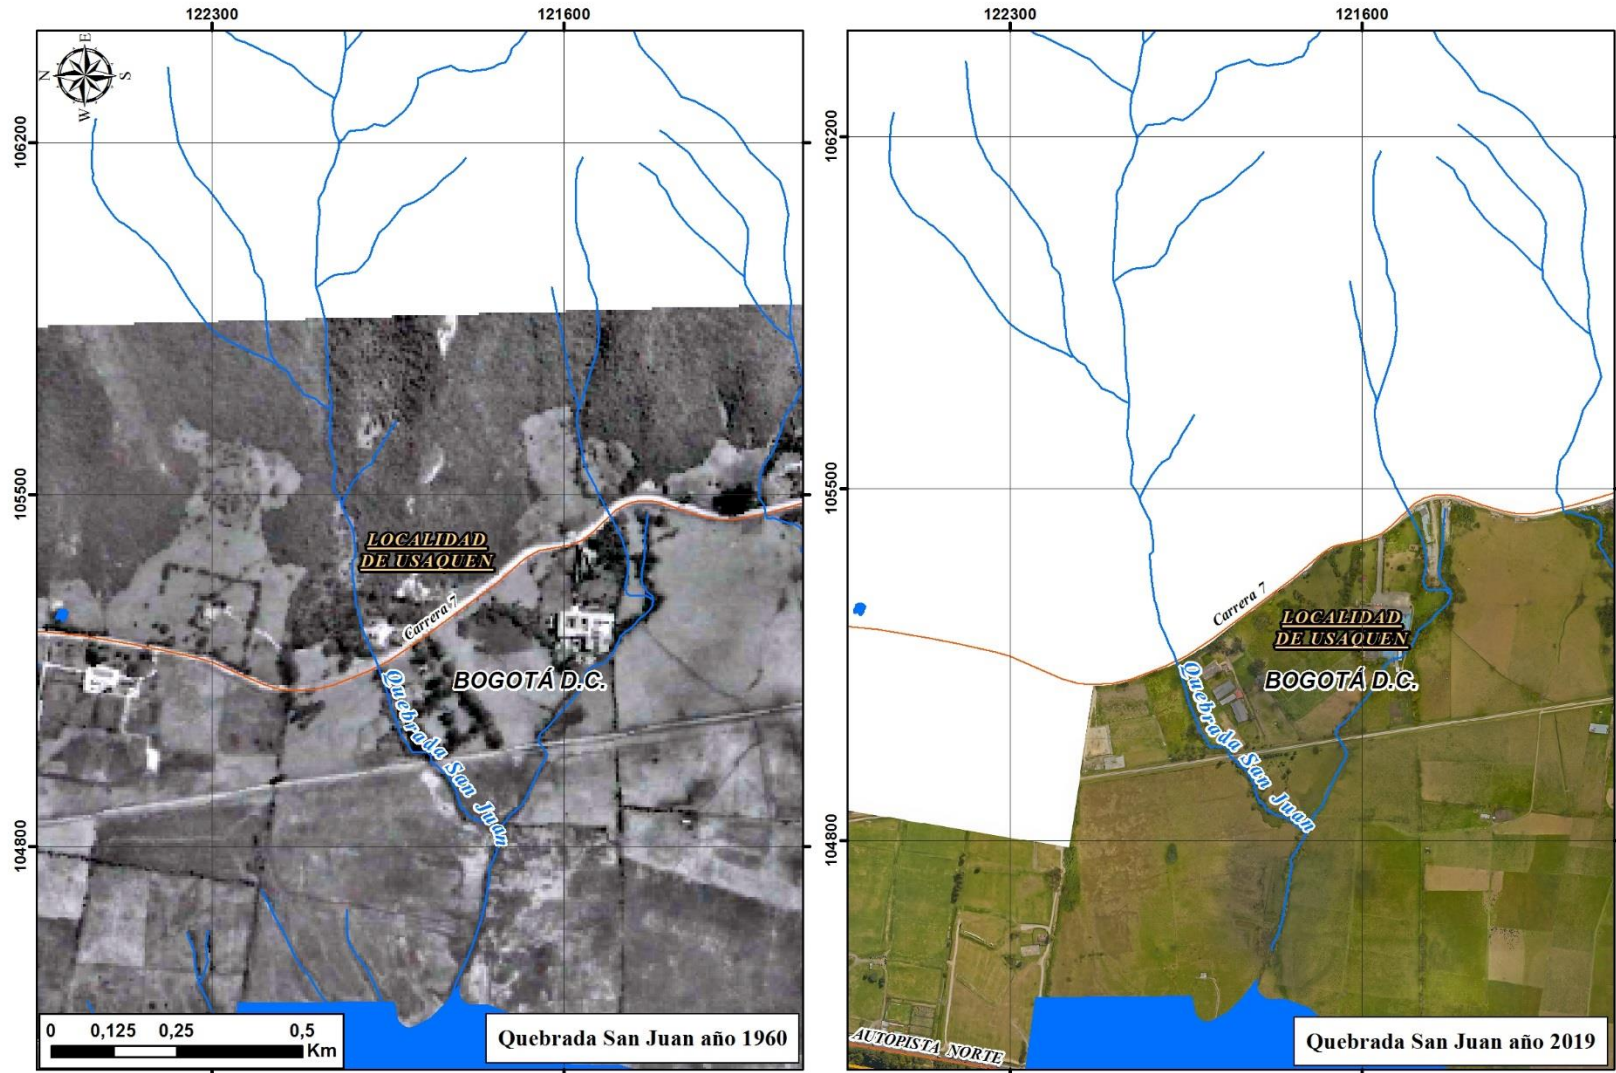 122300
121600
122300
121600
E
N
S
W
106200
106200
105500
105500
LOCALIDAD
DE USAQUEN
Carrera 7
Carrera 7
LOCALIDAD
DE USAQUEN
BOGOTÁ D.C.
BOGOTÁ D.C.
Quebrada San Juan
Quebrada San Juan
104800
104800
0 0,125 0,25 0,5
Km
Quebrada San Juan año 1960
AUTOPISTA NORTE
Quebrada San Juan año 2019